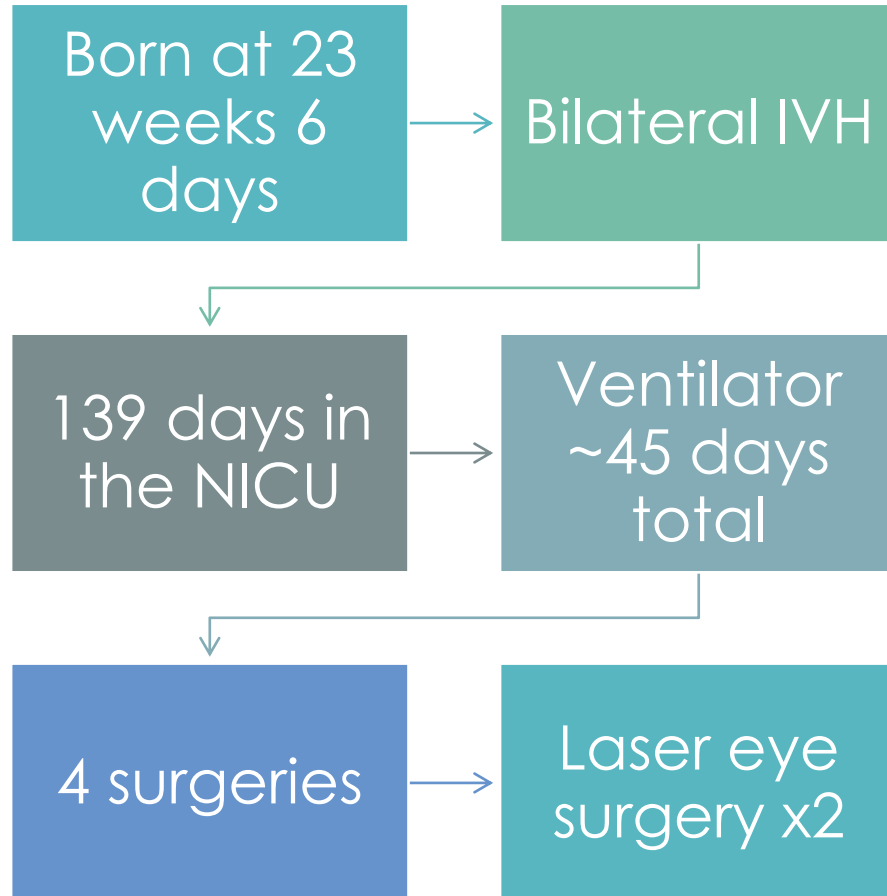 Born at 23
weeks 6
days
Bilateral IVH
139 days in
the NICU
Ventilator
~45 days
total
4 surgeries
Laser eye
surgery x2